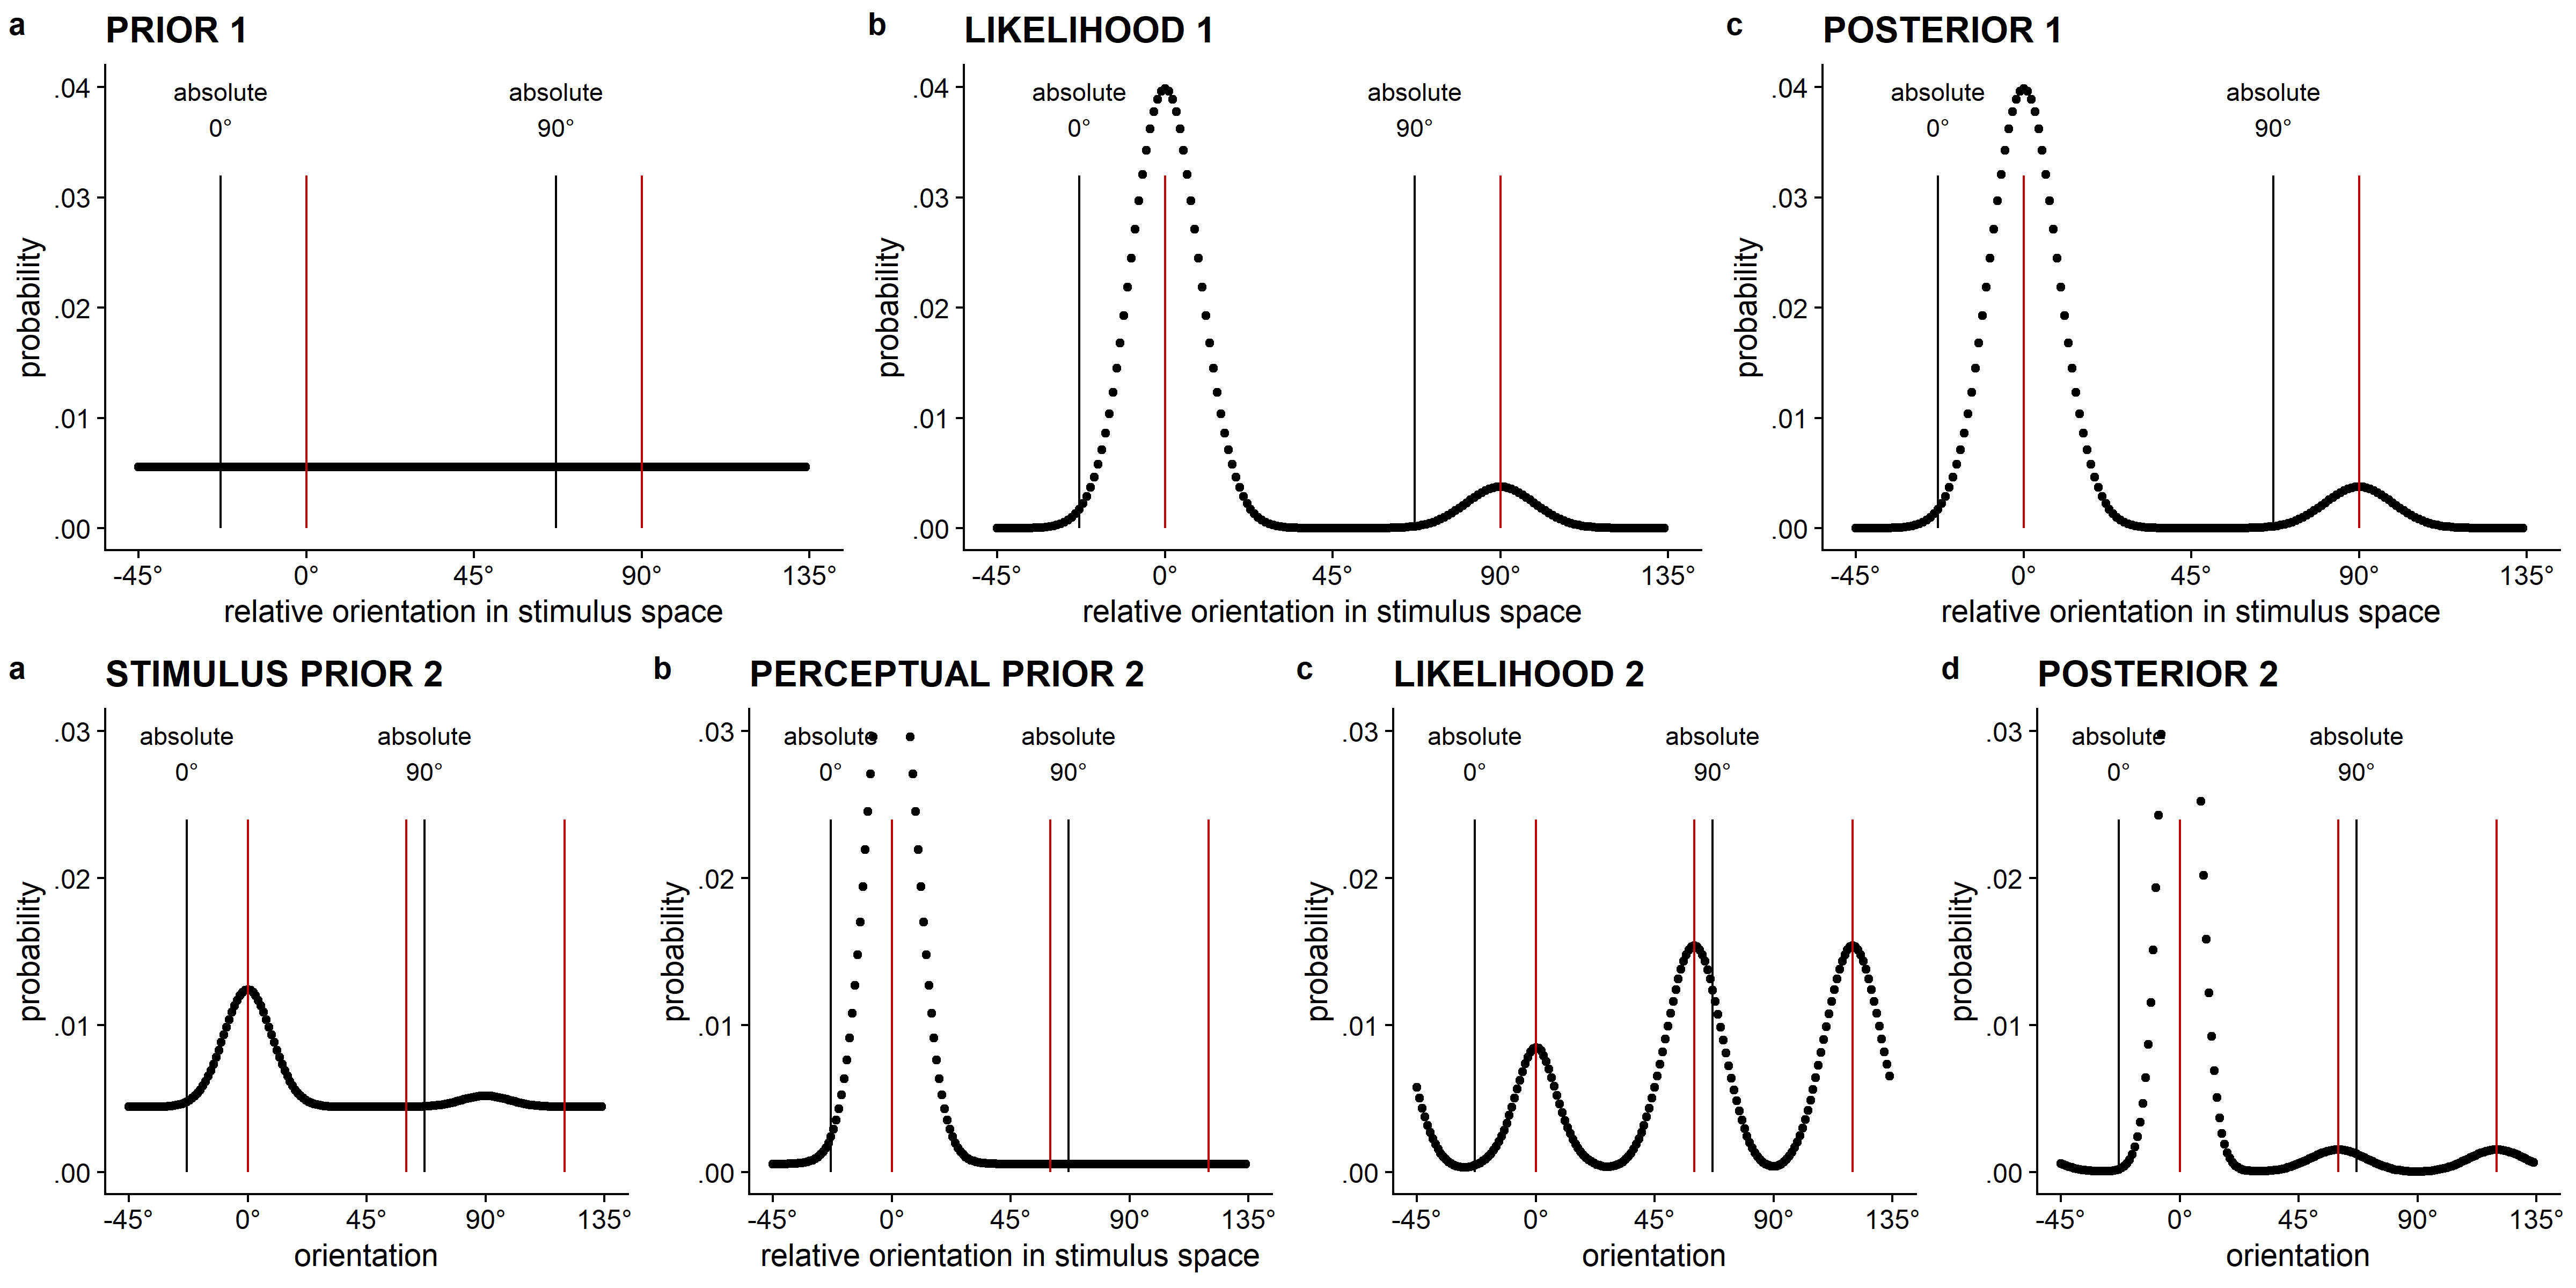 a PRIOR 1
.04
.03
.02
.01
.00
absolute
0°
absolute
90°
probability
-45° 0° 45° 90° 135°
relative orientation in stimulus space
b LIKELIHOOD 1
.04
.03
.02
.01
.00
absolute
0°
absolute
90°
probability
-45° 0° 45° 90° 135°
relative orientation in stimulus space
c POSTERIOR 1
.04
.03
.02
.01
.00
absolute
0°
absolute
90°
probability
-45° 0° 45° 90° 135°
relative orientation in stimulus space
a STIMULUS PRIOR 2
.03
.02
.01
.00
absolute
0°
absolute
90°
probability
-45° 0° 45° 90° 135°
orientation
b PERCEPTUAL PRIOR 2
.03
.02
.01
.00
absolute
0°
absolute
90°
probability
-45° 0° 45° 90° 135°
relative orientation in stimulus space
c LIKELIHOOD 2
.03
.02
.01
.00
absolute
0°
absolute
90°
probability
-45° 0° 45° 90° 135°
orientation
d POSTERIOR 2
.03
.02
.01
.00
absolute
0°
absolute
90°
probability
-45° 0° 45° 90° 135°
orientation